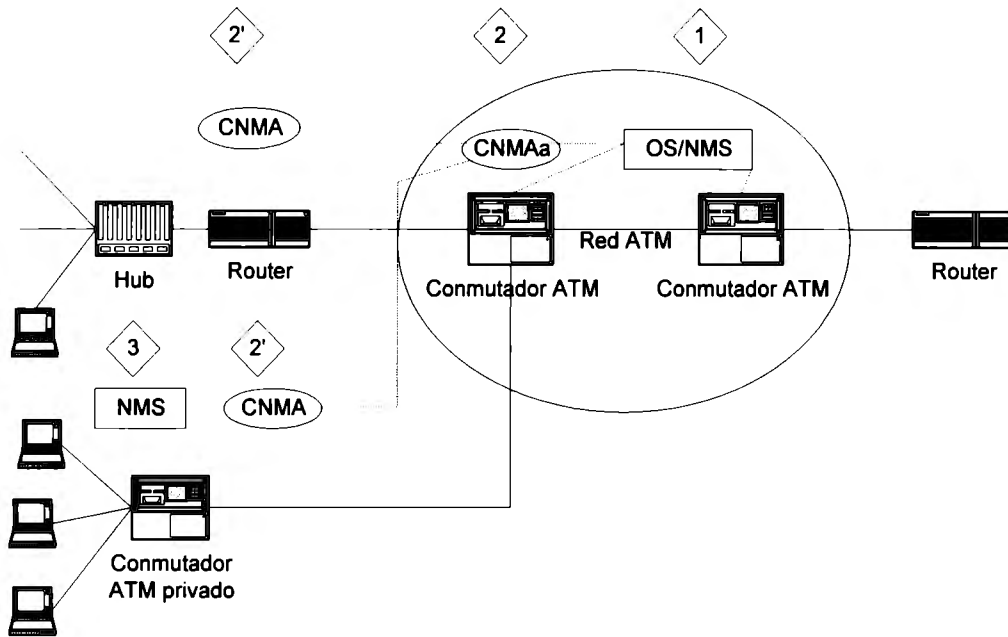 2'
2
1
CNMA
CNMAa
OS/NMS
Red ATM
Hub
Router
Conmutador ATM
Conmutador ATM
Router
3
2'
NMS
CNMA
Conmutador
ATM privado